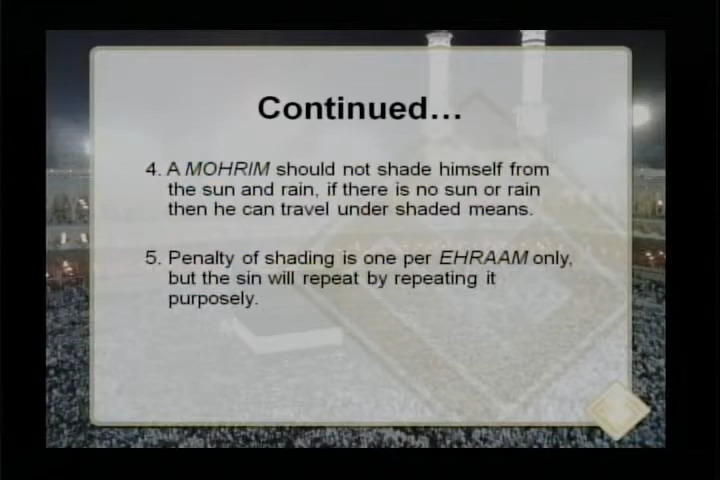 Continued...
4. A MOHRIM should not shade himself from
the sun and rain, if there is no sun or rain
then he can travel under shaded means.
5. Penalty of shading is one per EHRAAM only,
but the sin will repeat by repeating it
purposely.